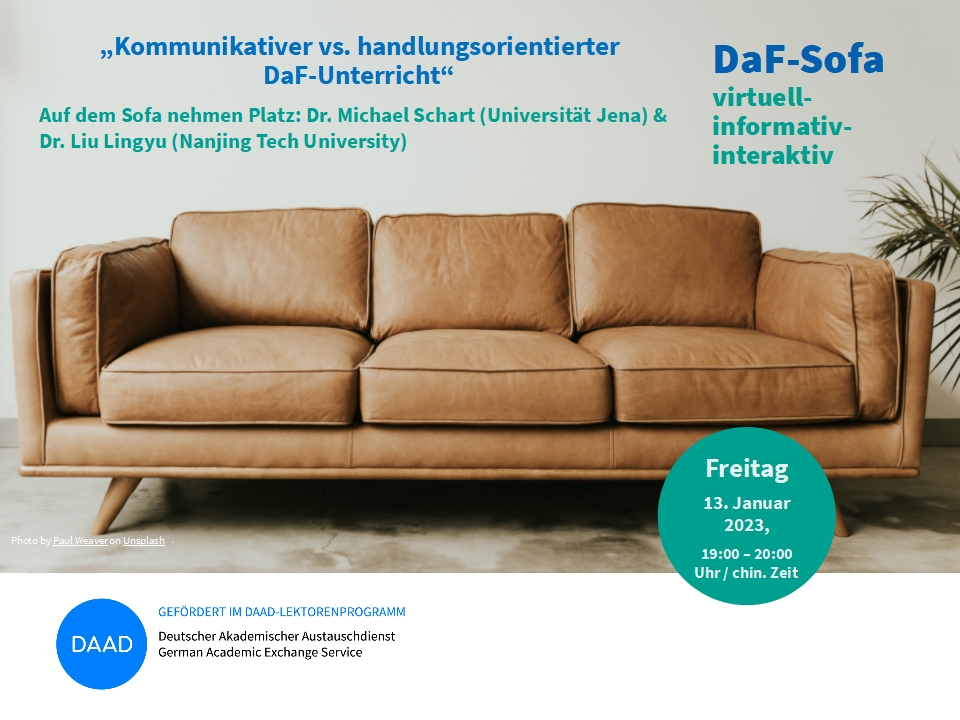 „Kommunikativer vs. handlungsorientierter
DaF-Unterricht“
Auf dem Sofa nehmen Platz: Dr. Michael Schart (Universität Jena) &
Dr. Liu Lingyu (Nanjing Tech University)
DaF-Sofa
virtuell-
informativ-
interaktiv
Freitag
13. Januar
2023,
19:00 – 20:00
Uhr / chin. Zeit
Photo by Paul Weaver on Unsplash
DAAD
GEFÖRDERT IM DAAD-LEKTORENPROGRAMM
Deutscher Akademischer Austauschdienst
German Academic Exchange Service